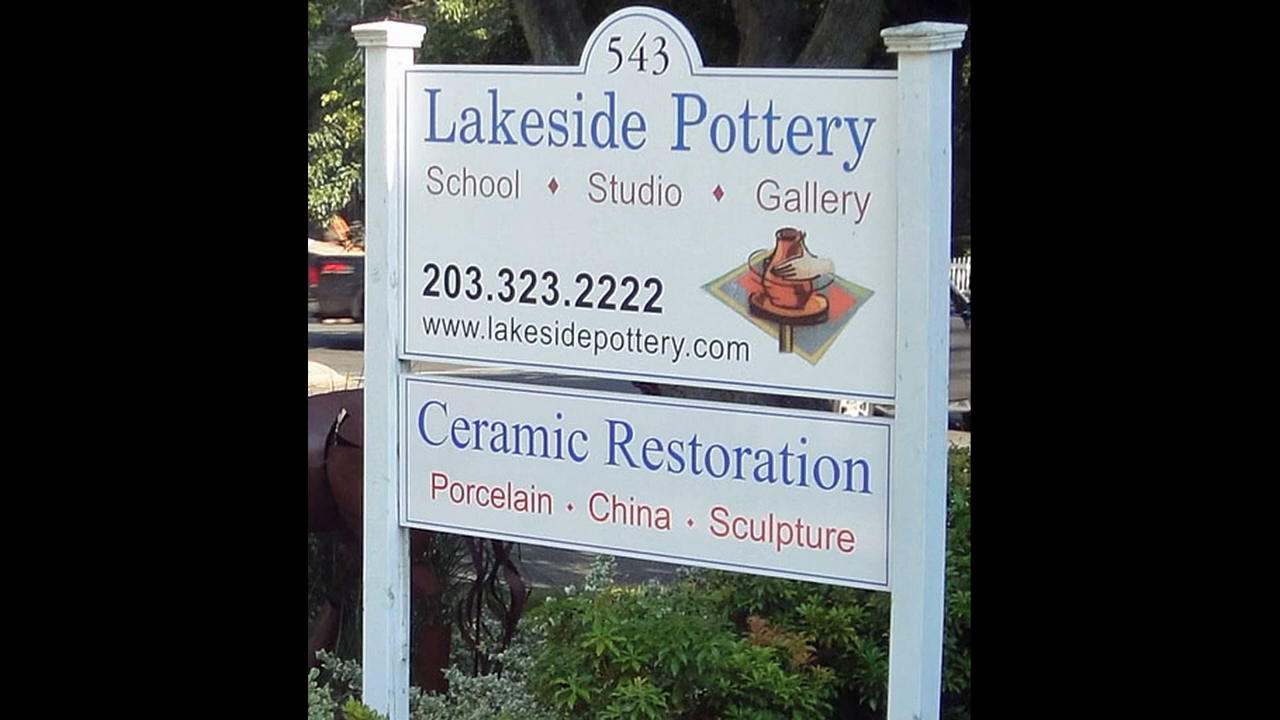 543
Lakeside Pottery
School ♦ Studio ♦ Gallery
203.323.2222
www.lakesidepottery.com
Ceramic Restoration
Porcelain · China · Sculpture